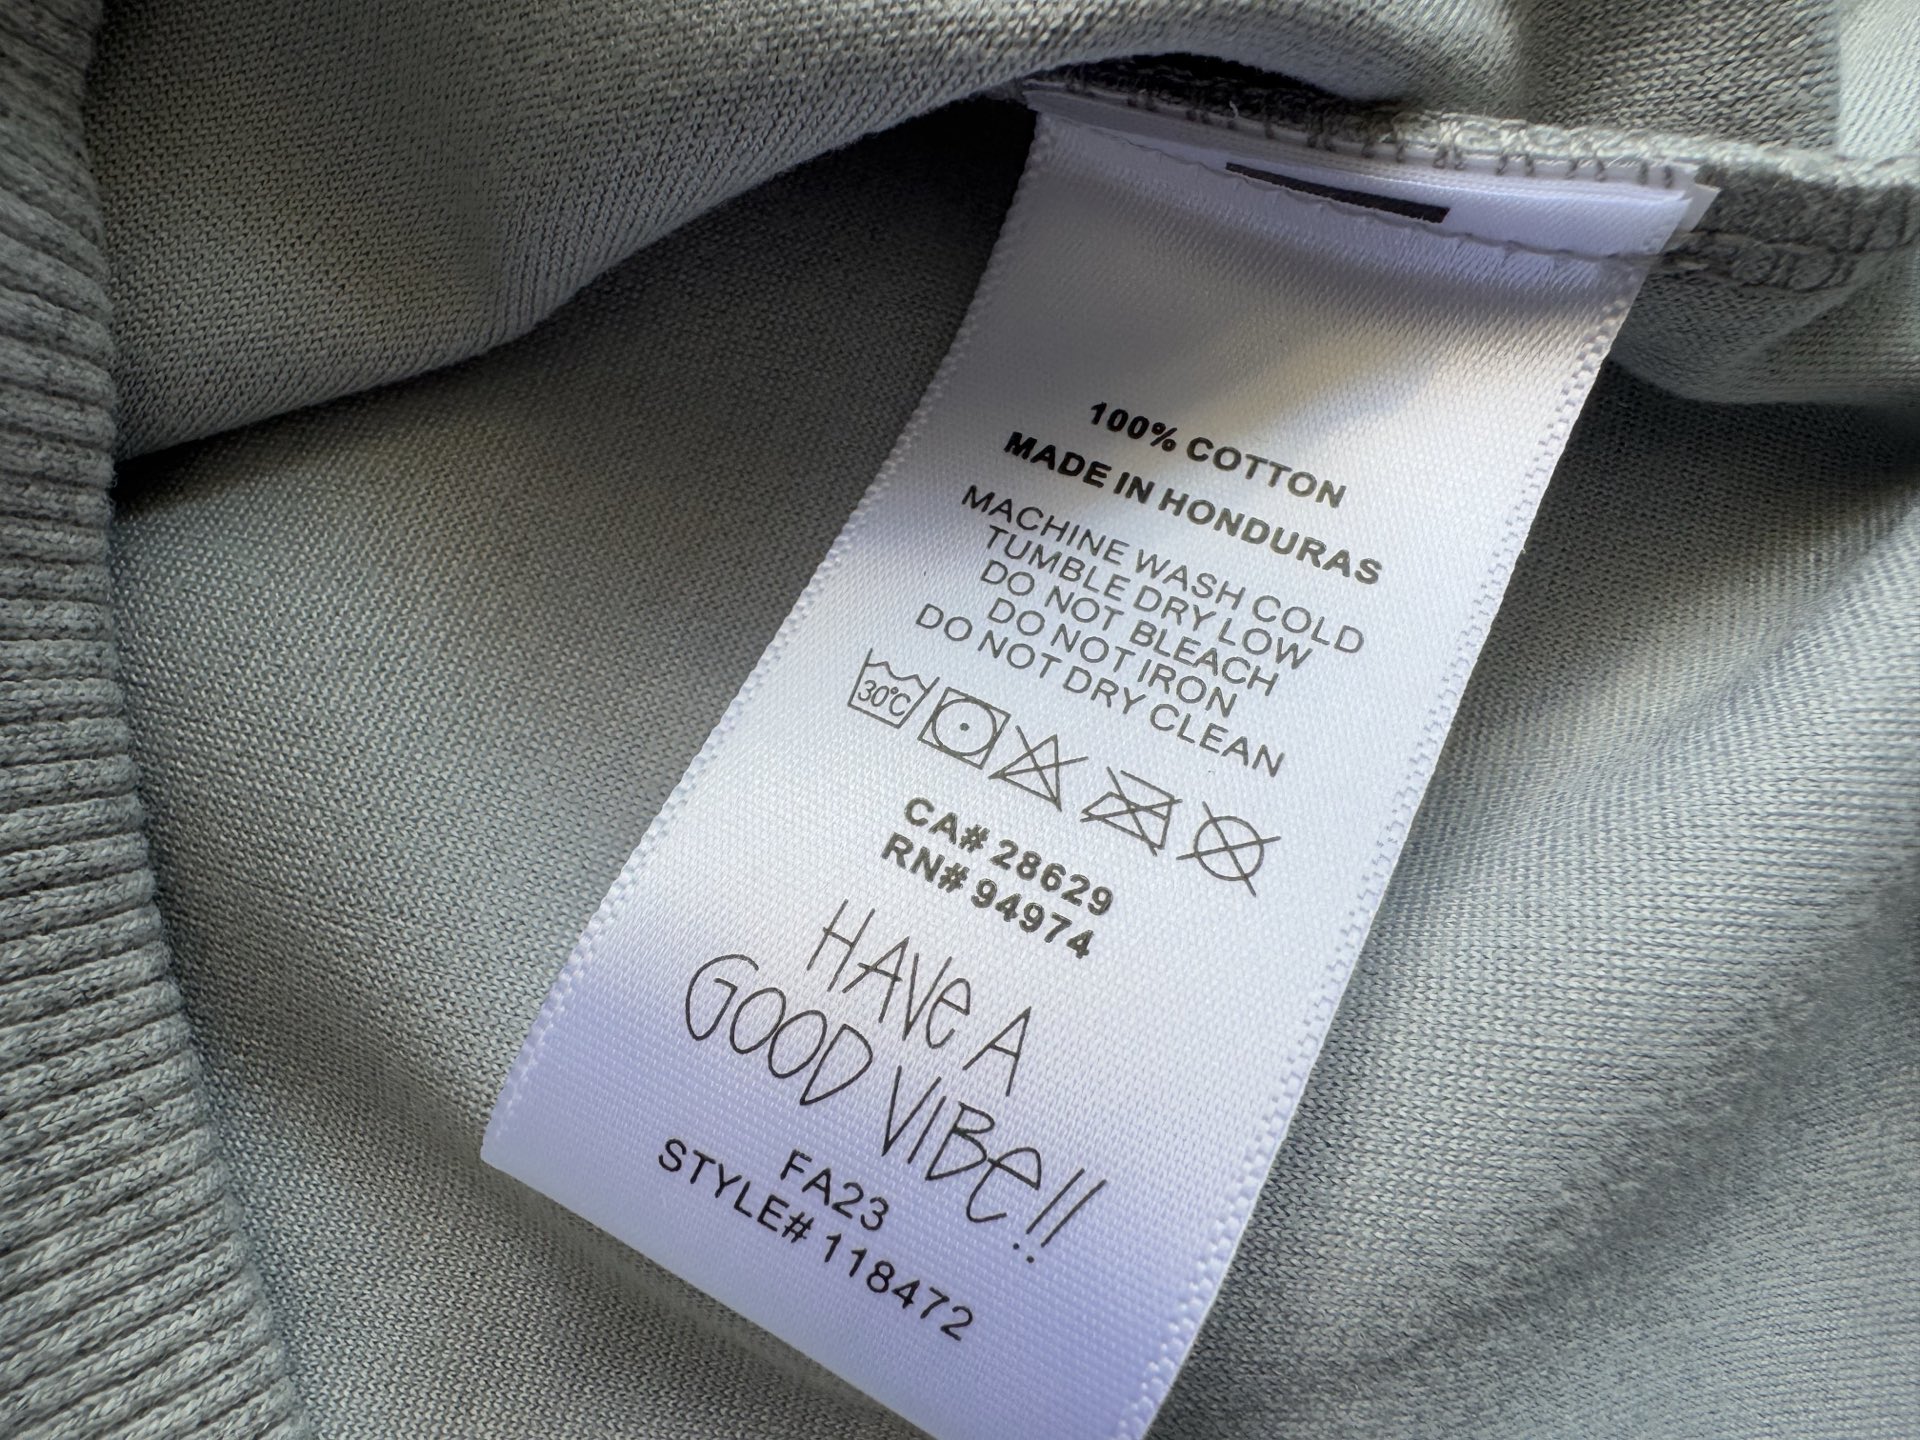 100% COTTON
MADE IN HONDURAS
MACHINE WASH COLD
TUMBLE DRY LOW
DO NOT BLEACH
DO NOT IRON
DO NOT DRY CLEAN
30°C
CA# 28629
RN# 94974
HAVe A
GOOD VIBe!!
FA23
STYLE# 118472